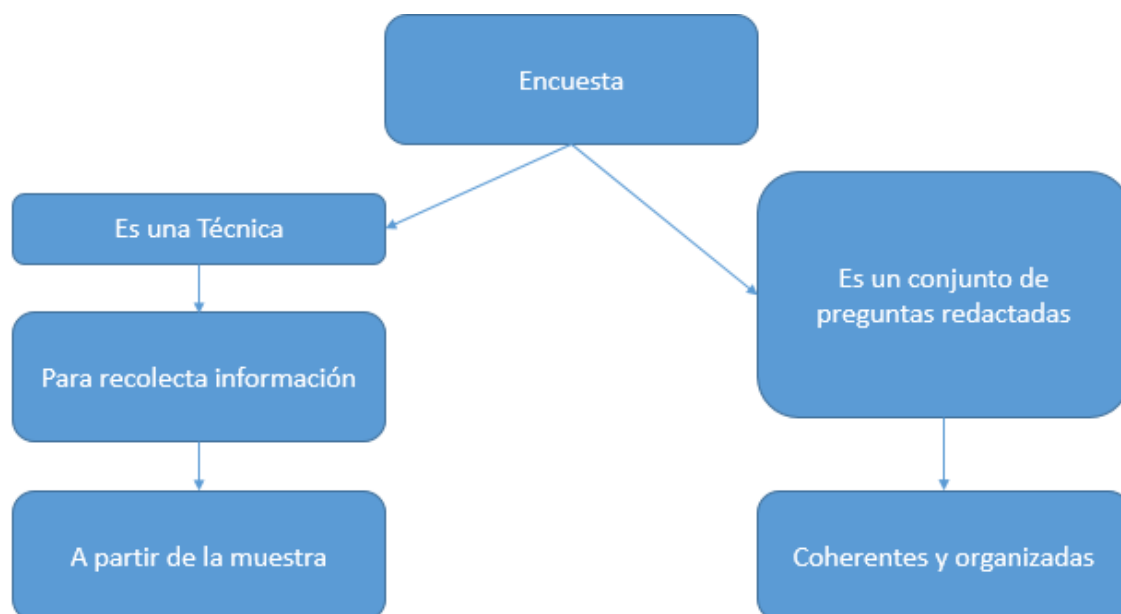 Encuesta
Es una Técnica
Para recolecta información
A partir de la muestra
Es un conjunto de
preguntas redactadas
Coherentes y organizadas